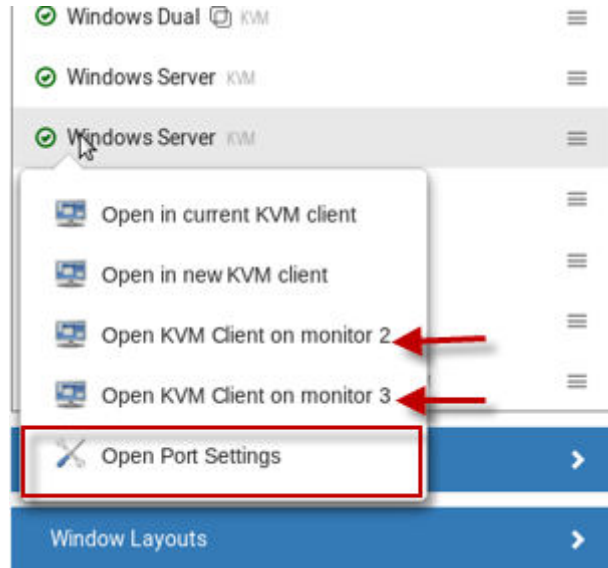 Windows Dual KVM
Windows Server KVM
Windows Server KVM
Open in current KVM client
Open in new KVM client
Open KVM Client on monitor 2
Open KVM Client on monitor 3
Open Port Settings
Window Layouts